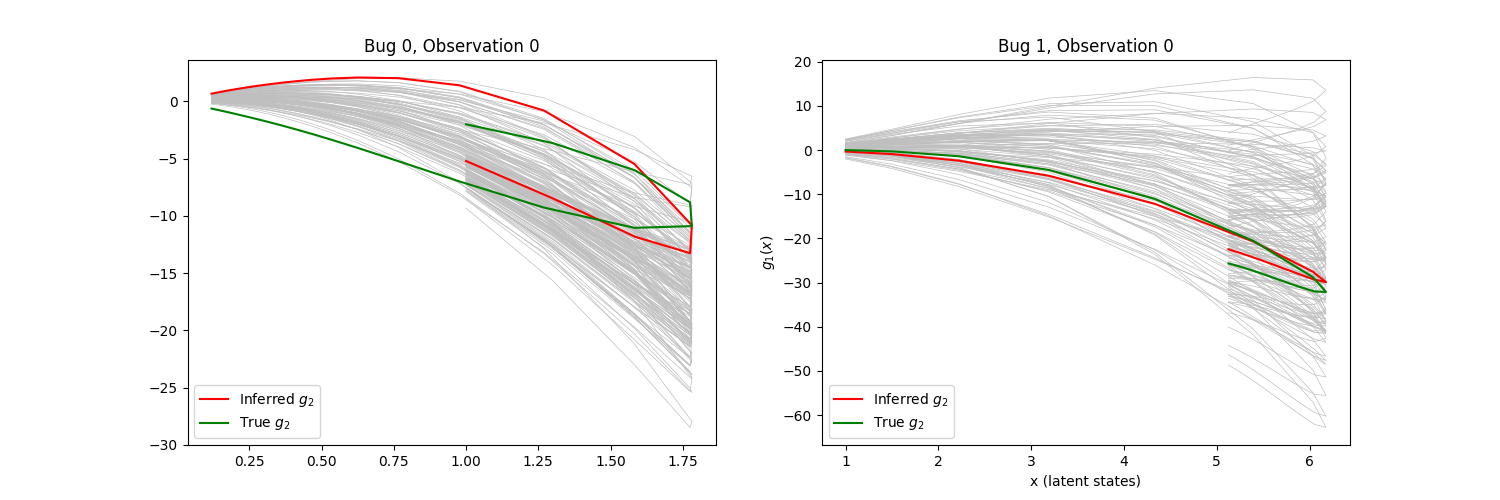 Bug 0, Observation 0
0
−5
−10
−15
−20
−25
−30
0.25 0.50 0.75 1.00 1.25 1.50 1.75
Inferred g₂
True g₂
Bug 1, Observation 0
g₁(x)
20
10
0
−10
−20
−30
−40
−50
−60
1 2 3 4 5 6
x (latent states)
Inferred g₂
True g₂